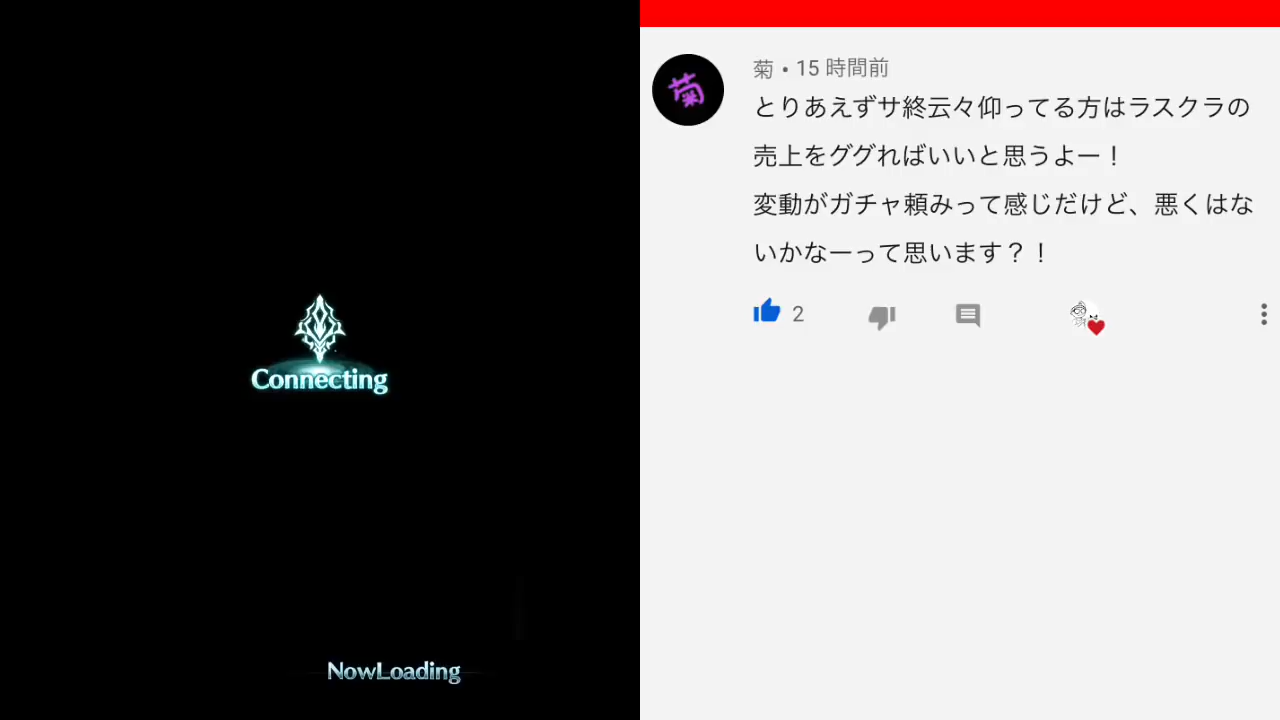 Connecting
NowLoading
菊
菊・15 時間前
とりあえずサ終云々仰ってる方はラスクラの
売上をググればいいと思うよー！
変動がガチャ頼みって感じだけど、悪くはな
いかなーって思います？！
2